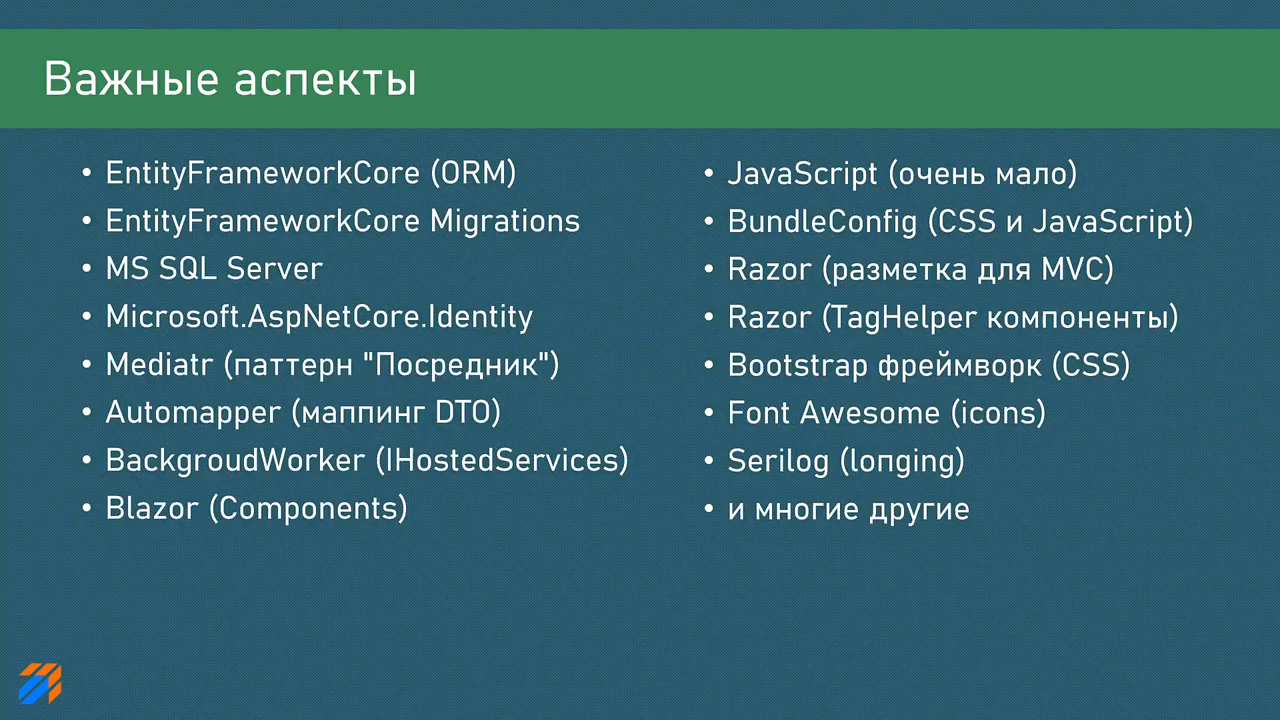 Важные аспекты
• EntityFrameworkCore (ORM)
• EntityFrameworkCore Migrations
• MS SQL Server
• Microsoft.AspNetCore.Identity
• Mediatr (паттерн "Посредник")
• Automapper (маппинг DTO)
• BackgroudWorker (IHostedServices)
• Blazor (Components)
• JavaScript (очень мало)
• BundleConfig (CSS и JavaScript)
• Razor (разметка для MVC)
• Razor (TagHelper компоненты)
• Bootstrap фреймворк (CSS)
• Font Awesome (icons)
• Serilog (loпging)
• и многие другие